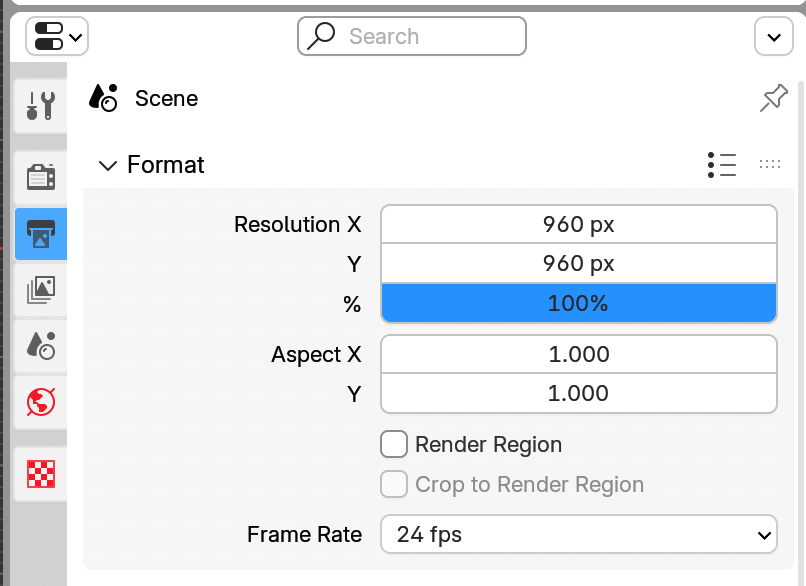 Search
Scene
Format
Resolution X 960 px
Y 960 px
% 100%
Aspect X 1.000
Y 1.000
Render Region
Crop to Render Region
Frame Rate 24 fps